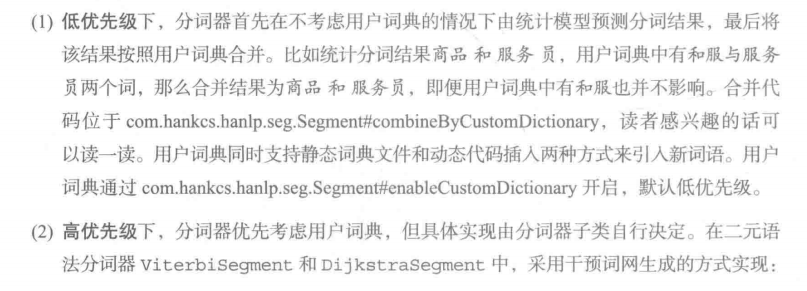 (1) 低优先级下，分词器首先在不考虑用户词典的情况下由统计模型预测分词结果，最后将
该结果按照用户词典合并。比如统计分词结果商品 和 服务 员，用户词典中有和服与服务
员两个词，那么合并结果为商品 和 服务员，即便用户词典中有和服也并不影响。合并代
码位于 com.hankcs.hanlp.seg.Segment#combineByCustomDictionary，读者感兴趣的话可
以读一读。用户词典同时支持静态词典文件和动态代码插入两种方式来引入新词语。用户
词典通过 com.hankcs.hanlp.seg.Segment#enableCustomDictionary 开启，默认低优先级。
(2) 高优先级下，分词器优先考虑用户词典，但具体实现由分词器子类自行决定。在二元语
法分词器 ViterbiSegment 和 DijkstraSegment 中，采用干预词网生成的方式实现：